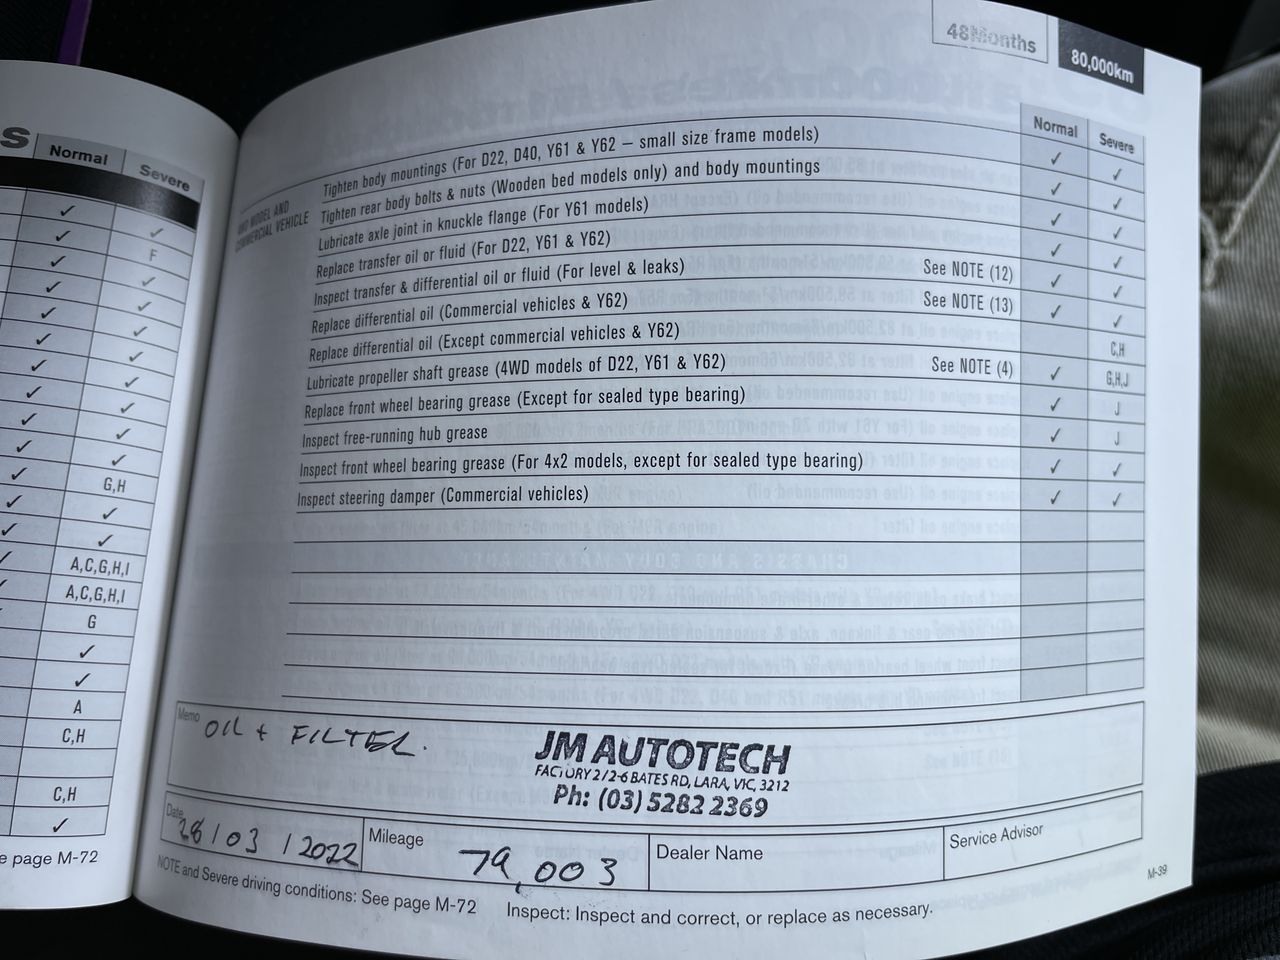 S
Normal
Severe
F
G,H
A,C,G,H,I
A,C,G,H,I
G
A
C,H
C,H
e page M-72
48Months
80,000km
Normal
Severe
4WD MODEL AND
COMMERCIAL VEHICLE
Tighten body mountings (For D22, D40, Y61 & Y62 – small size frame models) ✓ ✓
Tighten rear body bolts & nuts (Wooden bed models only) and body mountings ✓ ✓
Lubricate axle joint in knuckle flange (For Y61 models) ✓ ✓
Replace transfer oil or fluid (For D22, Y61 & Y62) ✓ ✓
Inspect transfer & differential oil or fluid (For level & leaks) See NOTE (12) ✓ ✓
Replace differential oil (Commercial vehicles & Y62) See NOTE (13) ✓ ✓
Replace differential oil (Except commercial vehicles & Y62) C,H
Lubricate propeller shaft grease (4WD models of D22, Y61 & Y62) See NOTE (4) ✓ G,H,J
Replace front wheel bearing grease (Except for sealed type bearing) ✓ J
Inspect free-running hub grease ✓ J
Inspect front wheel bearing grease (For 4x2 models, except for sealed type bearing) ✓ ✓
Inspect steering damper (Commercial vehicles) ✓ ✓
Memo
OIL + FILTER.
JM AUTOTECH
FACTORY 2/2-6 BATES RD, LARA, VIC, 3212
Ph: (03) 5282 2369
Date
28/03/2022
Mileage
79,003
Dealer Name
Service Advisor
NOTE and Severe driving conditions: See page M-72
Inspect: Inspect and correct, or replace as necessary.
M-39